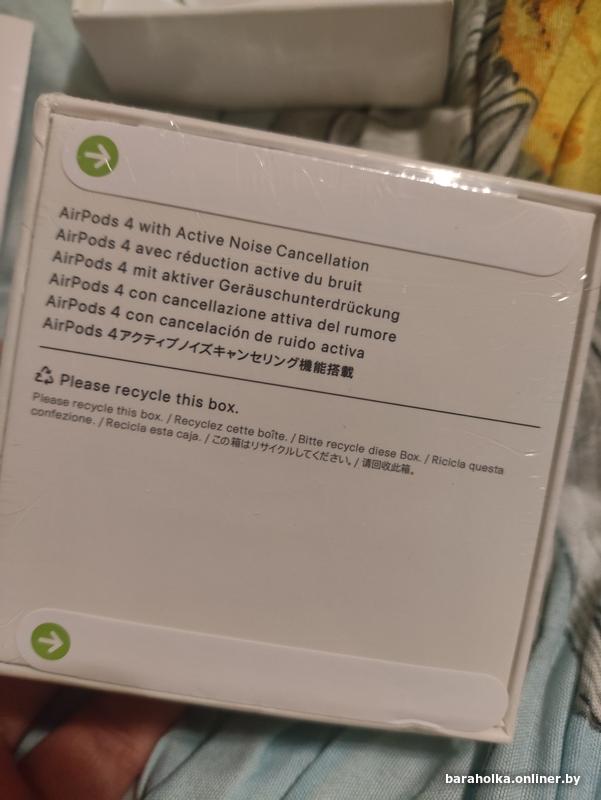 AirPods 4 with Active Noise Cancellation
AirPods 4 avec réduction active du bruit
AirPods 4 mit aktiver Geräuschunterdrückung
AirPods 4 con cancellazione attiva del rumore
AirPods 4 con cancelación de ruido activa
AirPods 4アクティブノイズキャンセリング機能搭載
Please recycle this box.
Please recycle this box. / Recyclez cette boîte. / Bitte recycle diese Box. / Ricicla questa
confezione. / Recicla esta caja. / この箱はリサイクルしてください。/ 请回收此箱。
baraholka.onliner.by